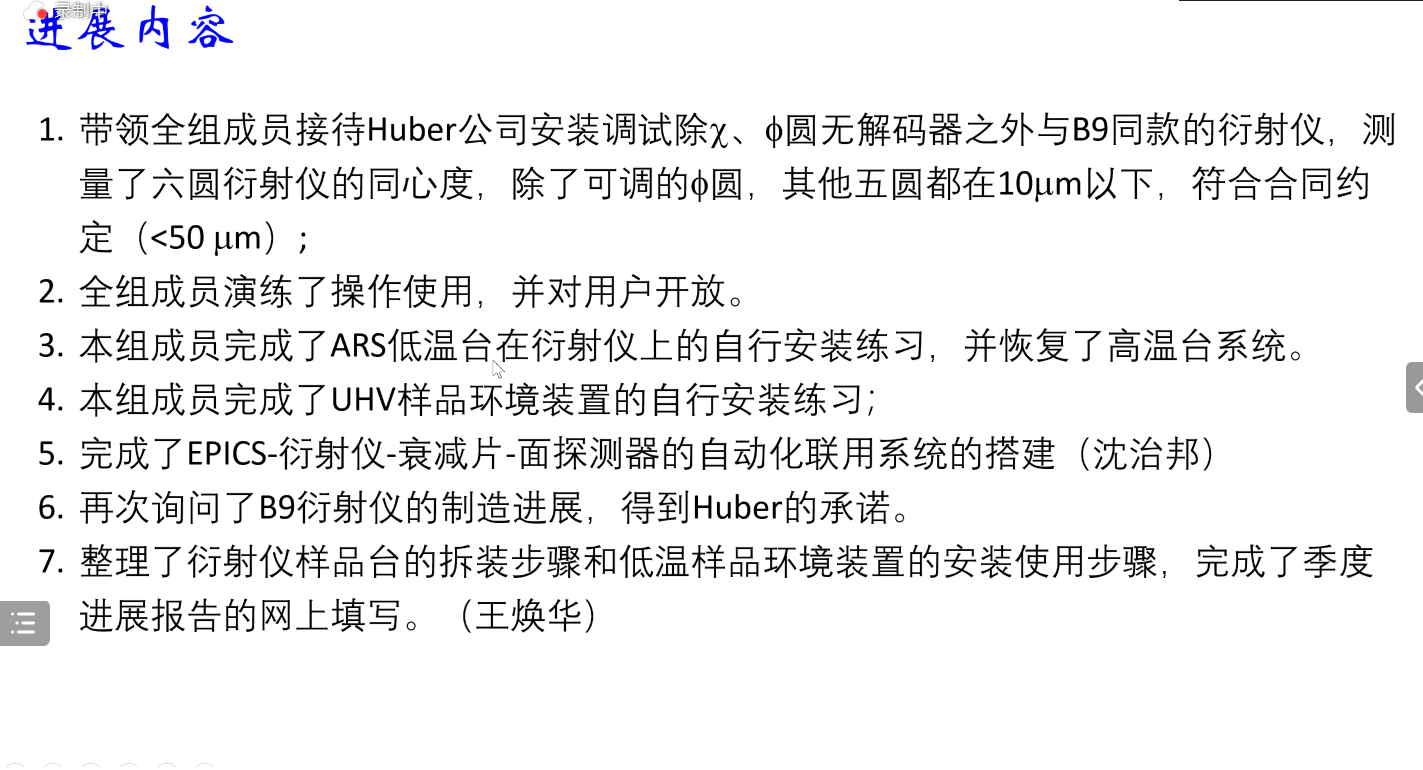 录制中
进展内容
1. 带领全组成员接待Huber公司安装调试除χ、ϕ圆无解码器之外与B9同款的衍射仪，测
量了六圆衍射仪的同心度，除了可调的ϕ圆，其他五圆都在10μm以下，符合合同约
定（<50 μm）;
2. 全组成员演练了操作使用，并对用户开放。
3. 本组成员完成了ARS低温台在衍射仪上的自行安装练习，并恢复了高温台系统。
4. 本组成员完成了UHV样品环境装置的自行安装练习；
5. 完成了EPICS-衍射仪-衰减片-面探测器的自动化联用系统的搭建（沈治邦）
6. 再次询问了B9衍射仪的制造进展，得到Huber的承诺。
7. 整理了衍射仪样品台的拆装步骤和低温样品环境装置的安装使用步骤，完成了季度
进展报告的网上填写。（王焕华）